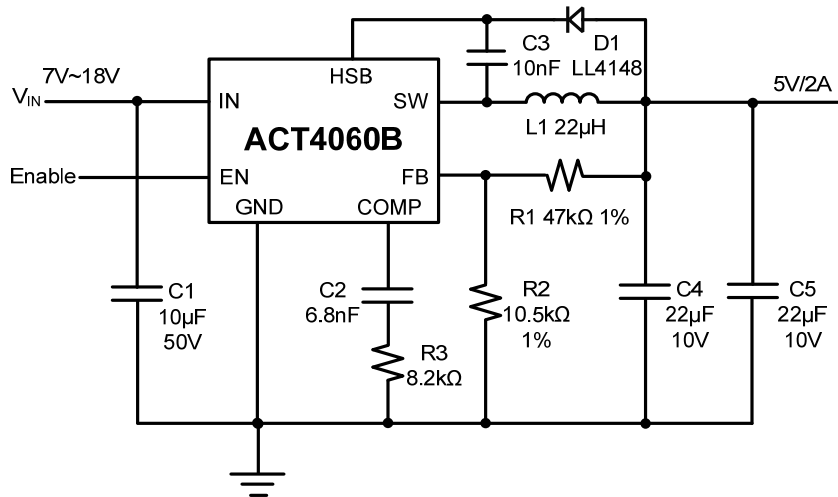 7V~18V
V_IN
Enable
HSB
IN
SW
ACT4060B
EN
FB
GND
COMP
C3
10nF
D1
LL4148
5V/2A
L1 22µH
R1 47kΩ 1%
C1
10µF
50V
C2
6.8nF
R3
8.2kΩ
R2
10.5kΩ
1%
C4
22µF
10V
C5
22µF
10V